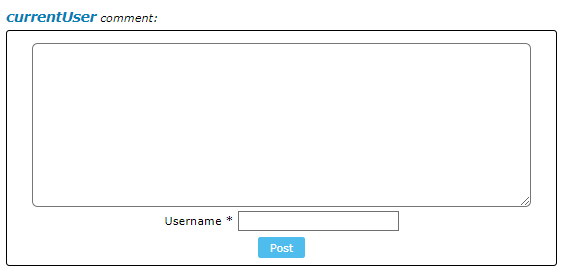 currentUser comment:
Username *
Post